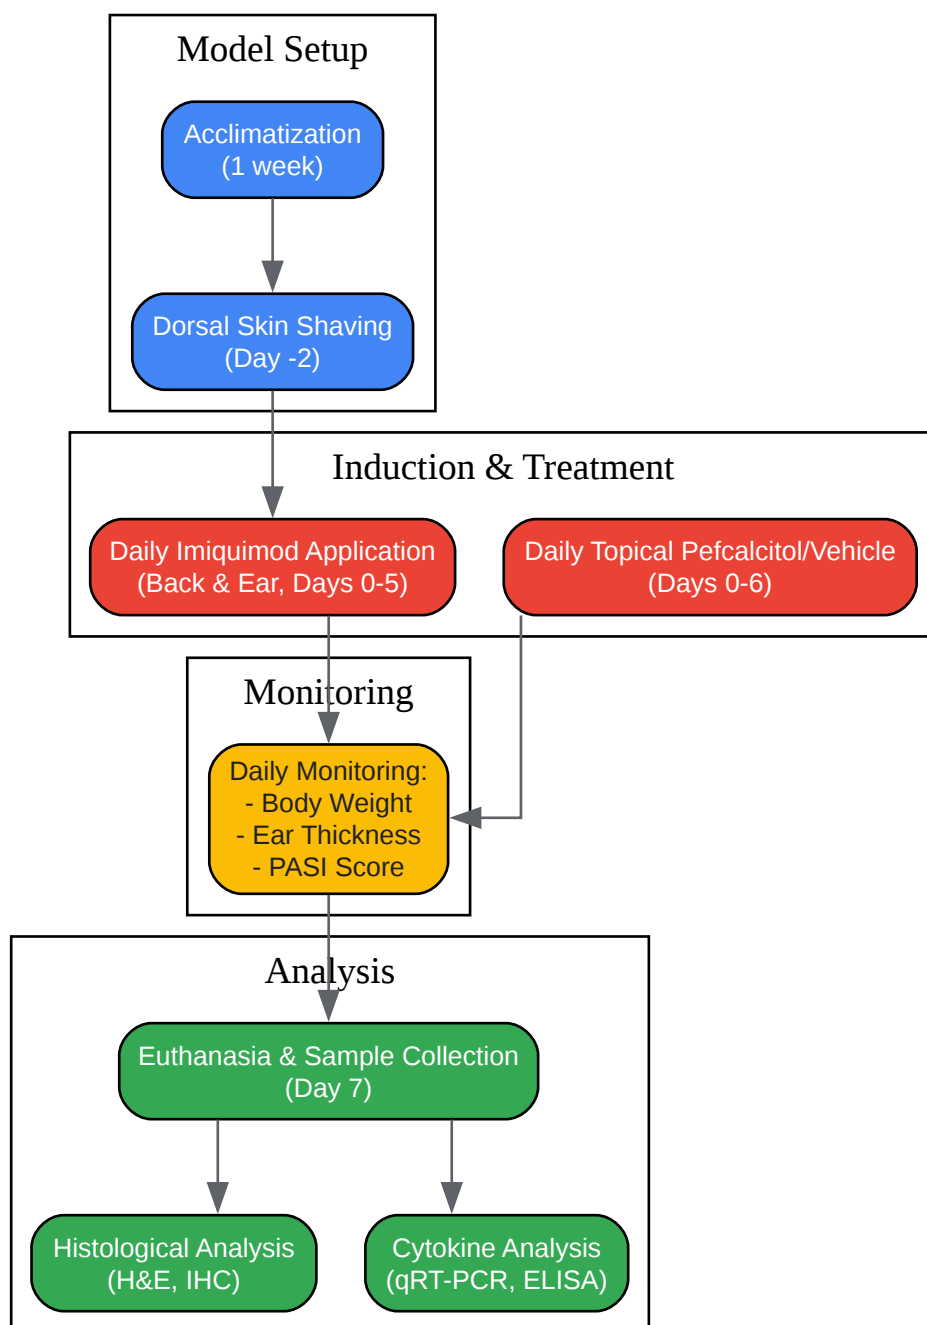 Model Setup
Acclimatization
(1 week)
Dorsal Skin Shaving
(Day -2)
Induction & Treatment
Daily Imiquimod Application
(Back & Ear, Days 0-5)
Daily Topical Pefcalcitol/Vehicle
(Days 0-6)
Monitoring
Daily Monitoring:
- Body Weight
- Ear Thickness
- PASI Score
Analysis
Euthanasia & Sample Collection
(Day 7)
Histological Analysis
(H&E, IHC)
Cytokine Analysis
(qRT-PCR, ELISA)